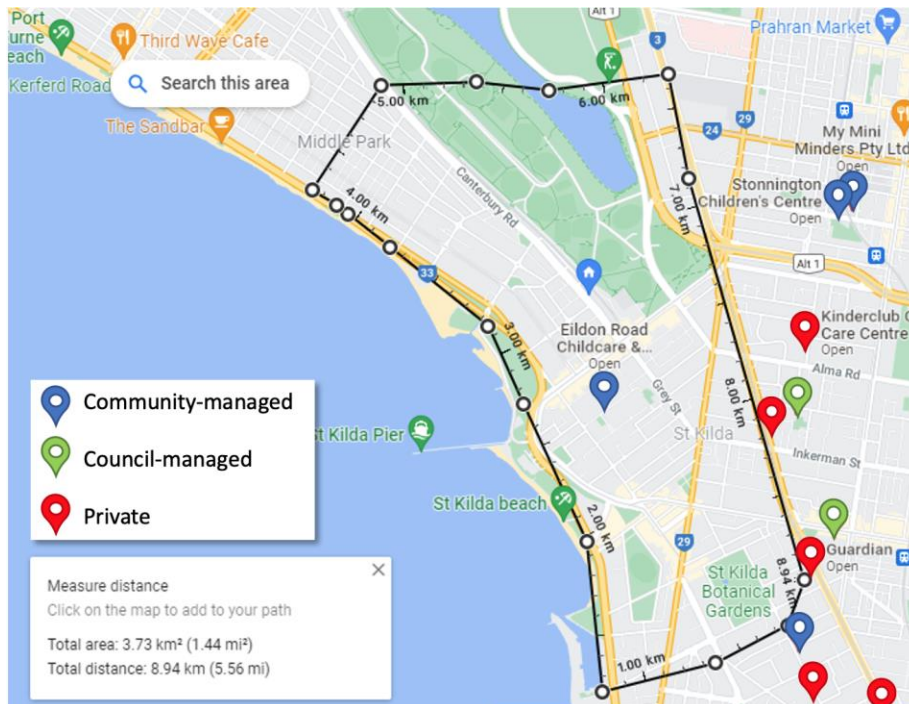 Port
urne
each
Third Wave Cafe
Kerferd Road
Search this area
The Sandbar
Middle Park
5.00 km
6.00 km
Alt 1
3
Prahran Market
29
24
My Mini
Minders Pty Ltd
Open
Stonnington
Children's Centre
Open
4.00 km
Canterbury Rd
7.00 km
33
Alt 1
3.00 km
Eildon Road
Childcare &...
Open
Kinderclub C
Care Centre
Open
Alma Rd
8.00 km
Grey St
St Kilda
Inkerman St
Community-managed
Council-managed
Private
St Kilda Pier
St Kilda beach
2.00 km
29
Guardian
Open
8.94 km
St Kilda
Botanical
Gardens
1.00 km
Measure distance
Click on the map to add to your path
Total area: 3.73 km² (1.44 mi²)
Total distance: 8.94 km (5.56 mi)